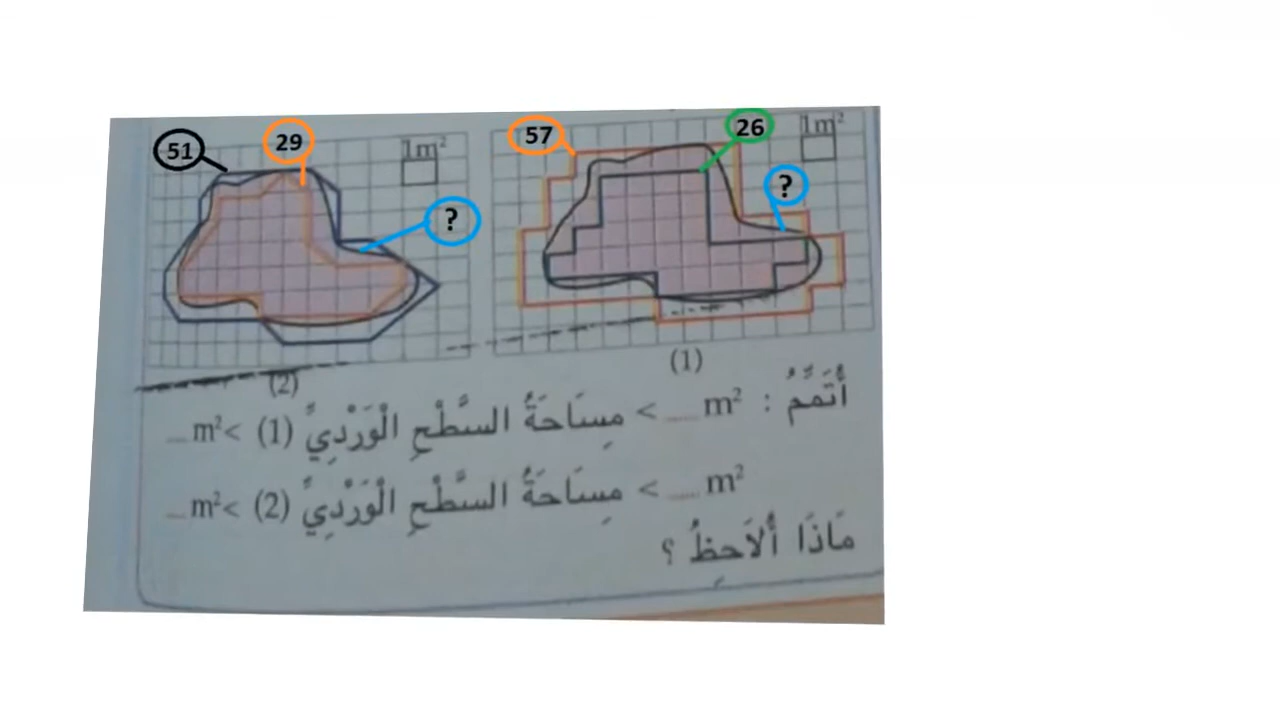 51
29
1m²
?
57
26
1m²
?
(2)
(1)
أُتَمِّمُ : m² ..... < مِسَاحَةُ السَّطْحِ الْوَرْدِيِّ (1) < m² ...
m² ..... < مِسَاحَةُ السَّطْحِ الْوَرْدِيِّ (2) < m² ...
مَاذَا أُلَاحِظُ ؟